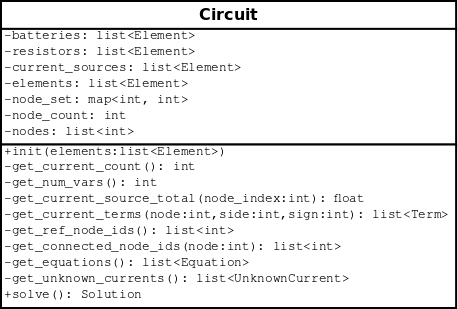 Circuit
-batteries: list<Element>
-resistors: list<Element>
-current_sources: list<Element>
-elements: list<Element>
-node_set: map<int, int>
-node_count: int
-nodes: list<int>
+init(elements:list<Element>)
-get_current_count(): int
-get_num_vars(): int
-get_current_source_total(node_index:int): float
-get_current_terms(node:int,side:int,sign:int): list<Term>
-get_ref_node_ids(): list<int>
-get_connected_node_ids(node:int): list<int>
-get_equations(): list<Equation>
-get_unknown_currents(): list<UnknownCurrent>
+solve(): Solution